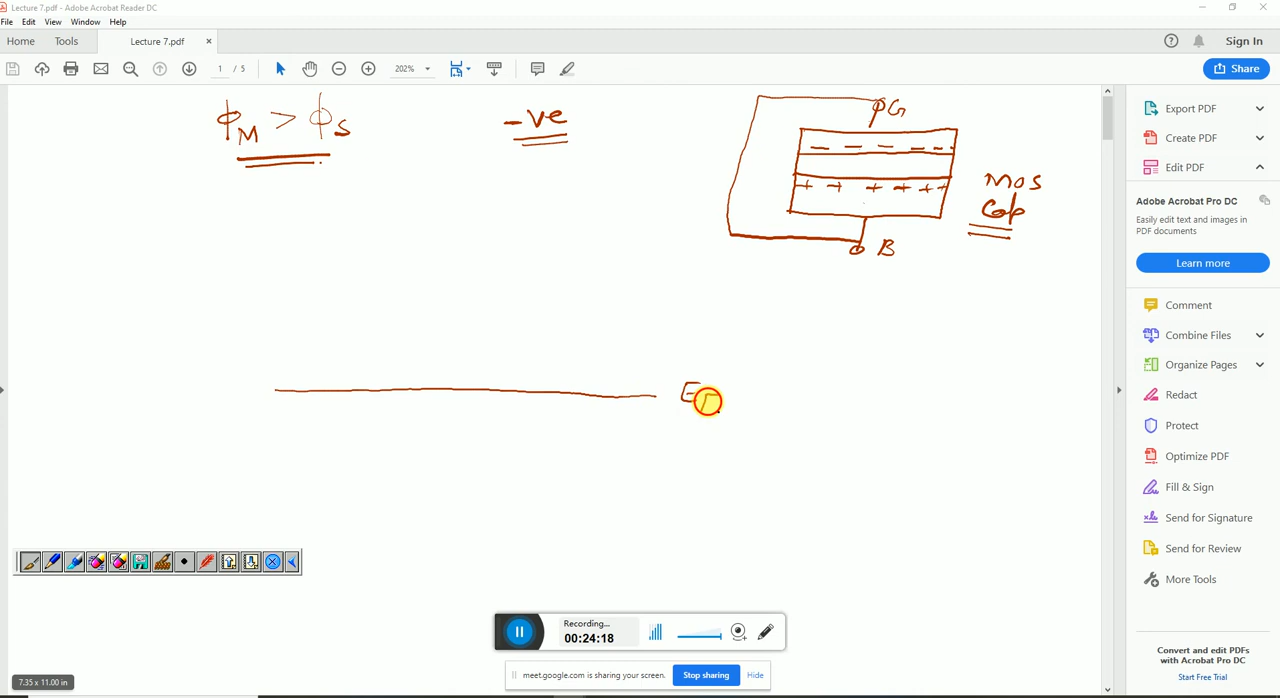 Lecture 7.pdf - Adobe Acrobat Reader DC
File Edit View Window Help
Home Tools Lecture 7.pdf × Sign In
1 / 5 202% Share
ϕM > ϕS
-ve
G
MOS
Cap
B
E
Export PDF
Create PDF
Edit PDF
Adobe Acrobat Pro DC
Easily edit text and images in
PDF documents
Learn more
Comment
Combine Files
Organize Pages
Redact
Protect
Optimize PDF
Fill & Sign
Send for Signature
Send for Review
More Tools
Convert and edit PDFs
with Acrobat Pro DC
Start Free Trial
Recording...
00:24:18
meet.google.com is sharing your screen. Stop sharing Hide
7.35 x 11.00 in